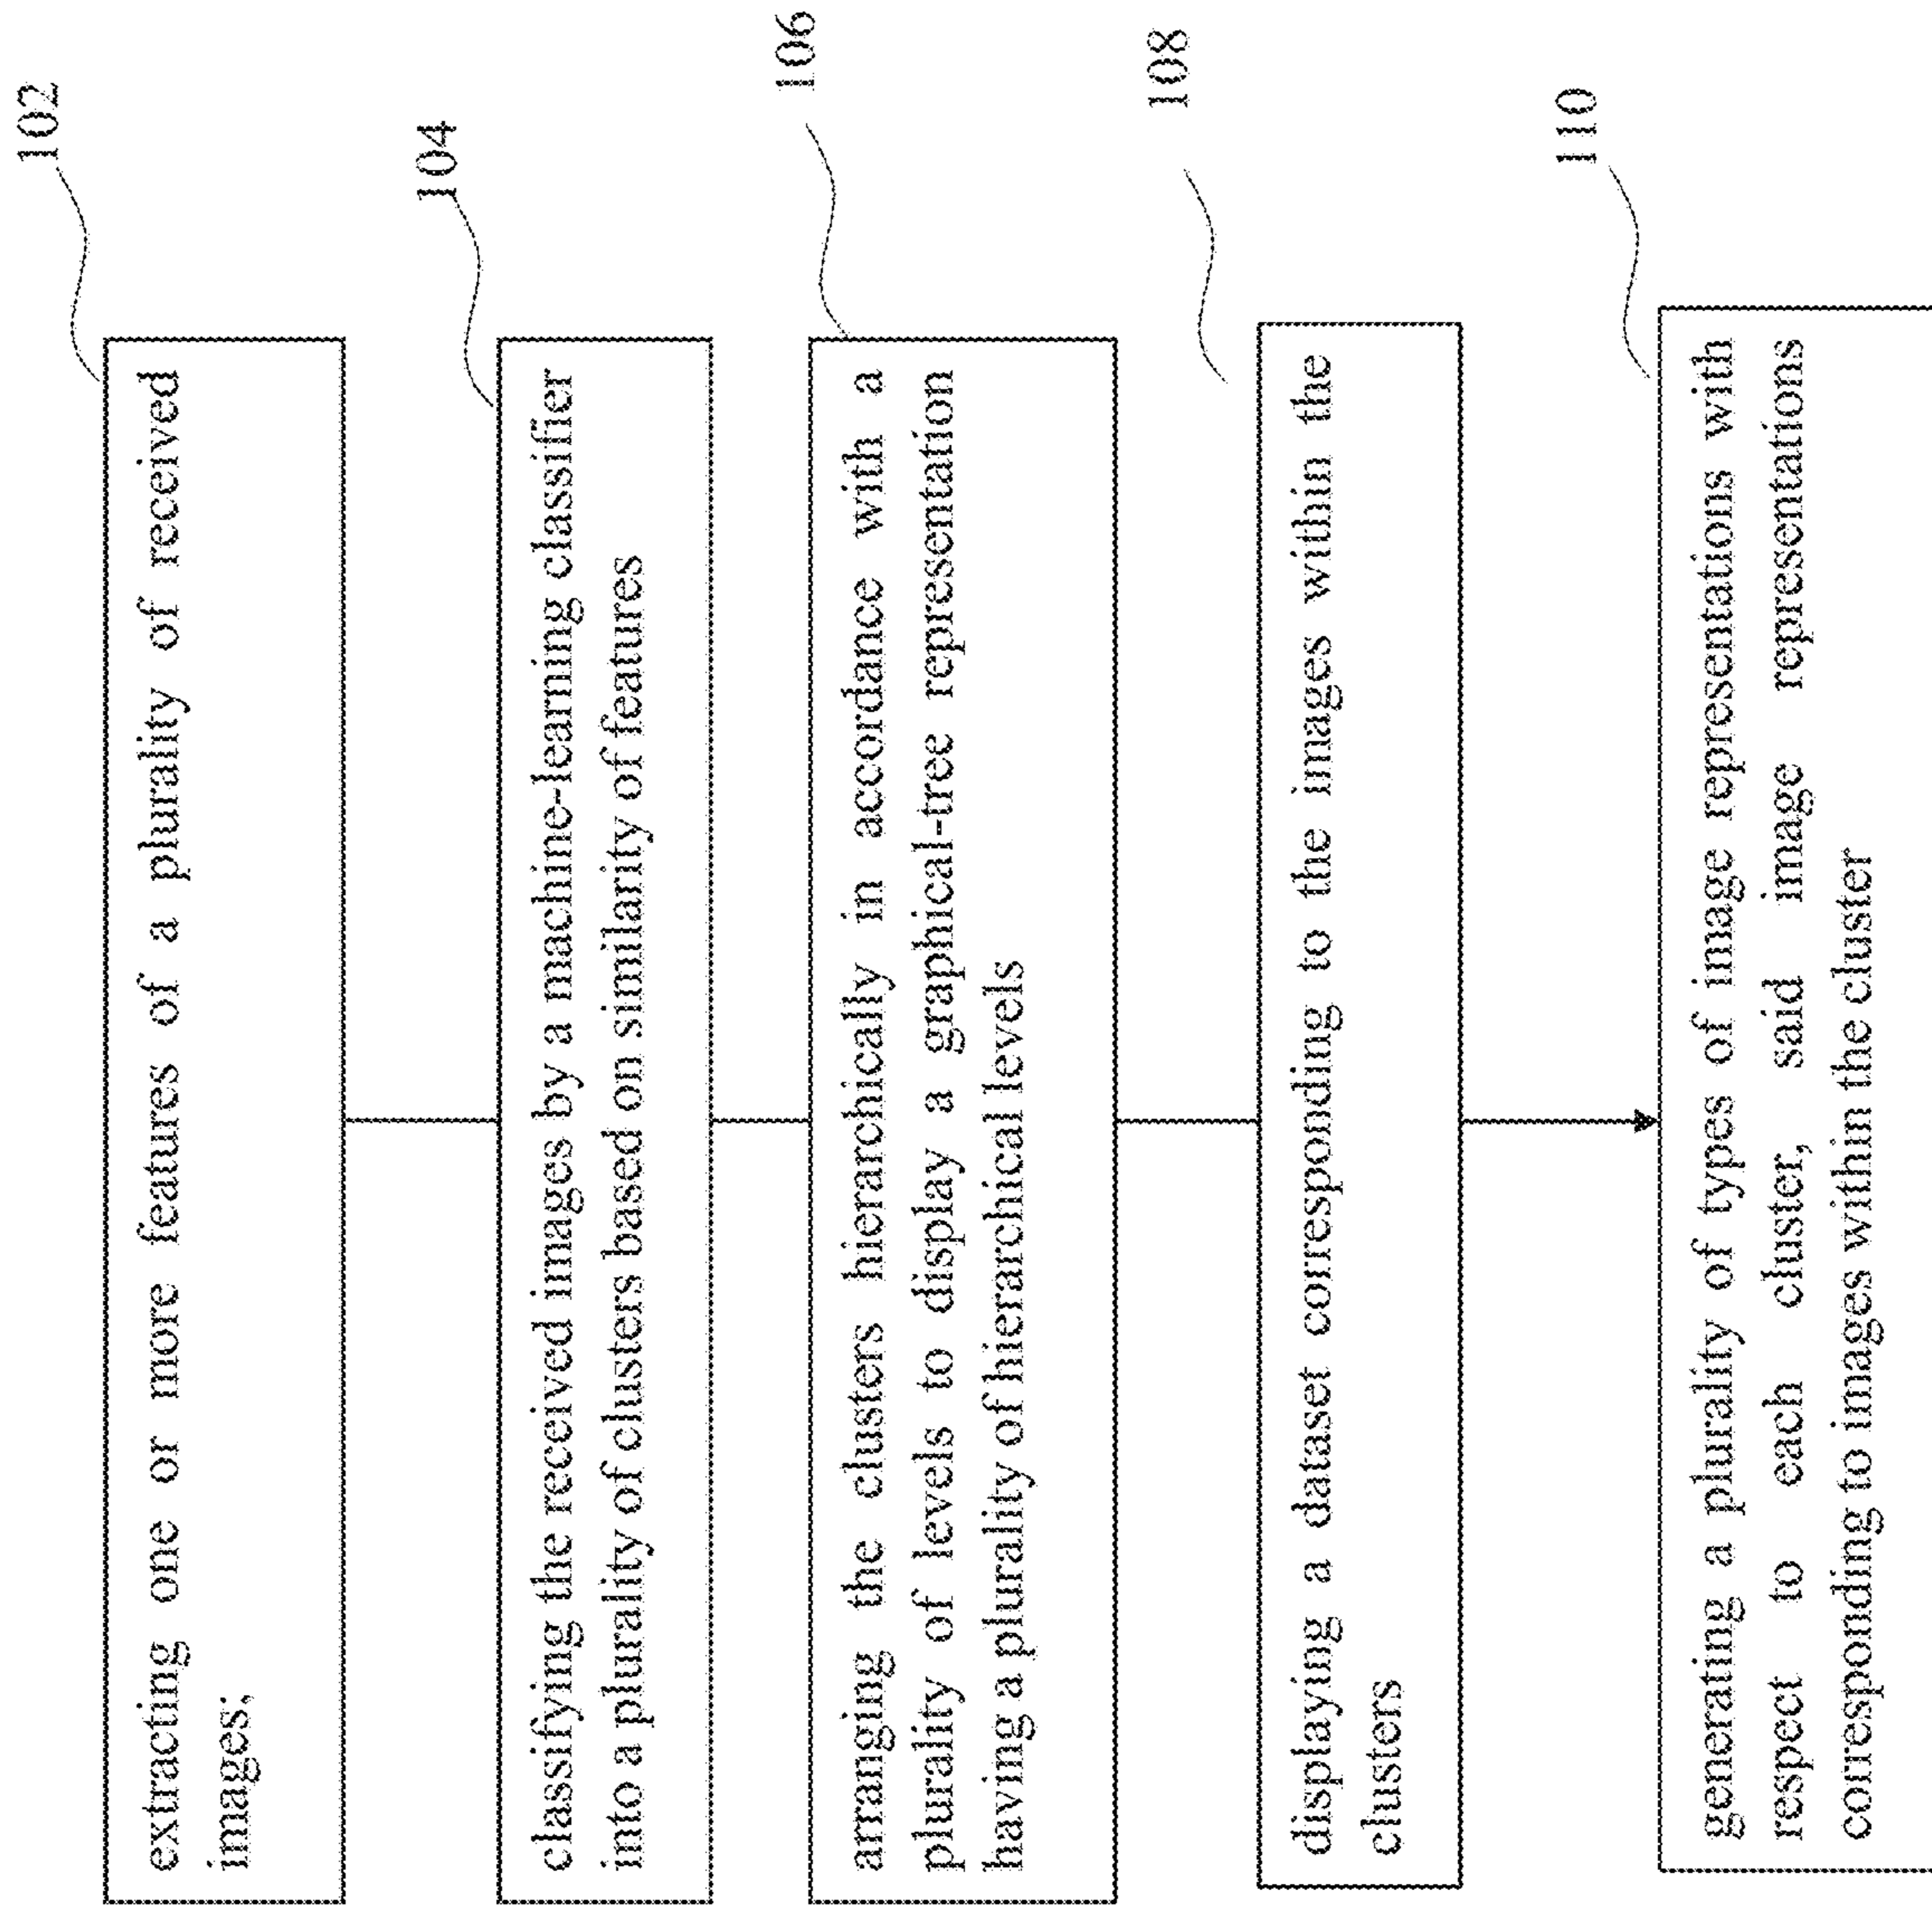 102
extracting one or more features of a plurality of received
images;
104
classifying the received images by a machine-learning classifier
into a plurality of clusters based on similarity of features
106
arranging the clusters hierarchically in accordance with a
plurality of levels to display a graphical-tree representation
having a plurality of hierarchical levels
108
displaying a dataset corresponding to the images within the
clusters
110
generating a plurality of types of image representations with
respect to each cluster, said image representations
corresponding to images within the cluster